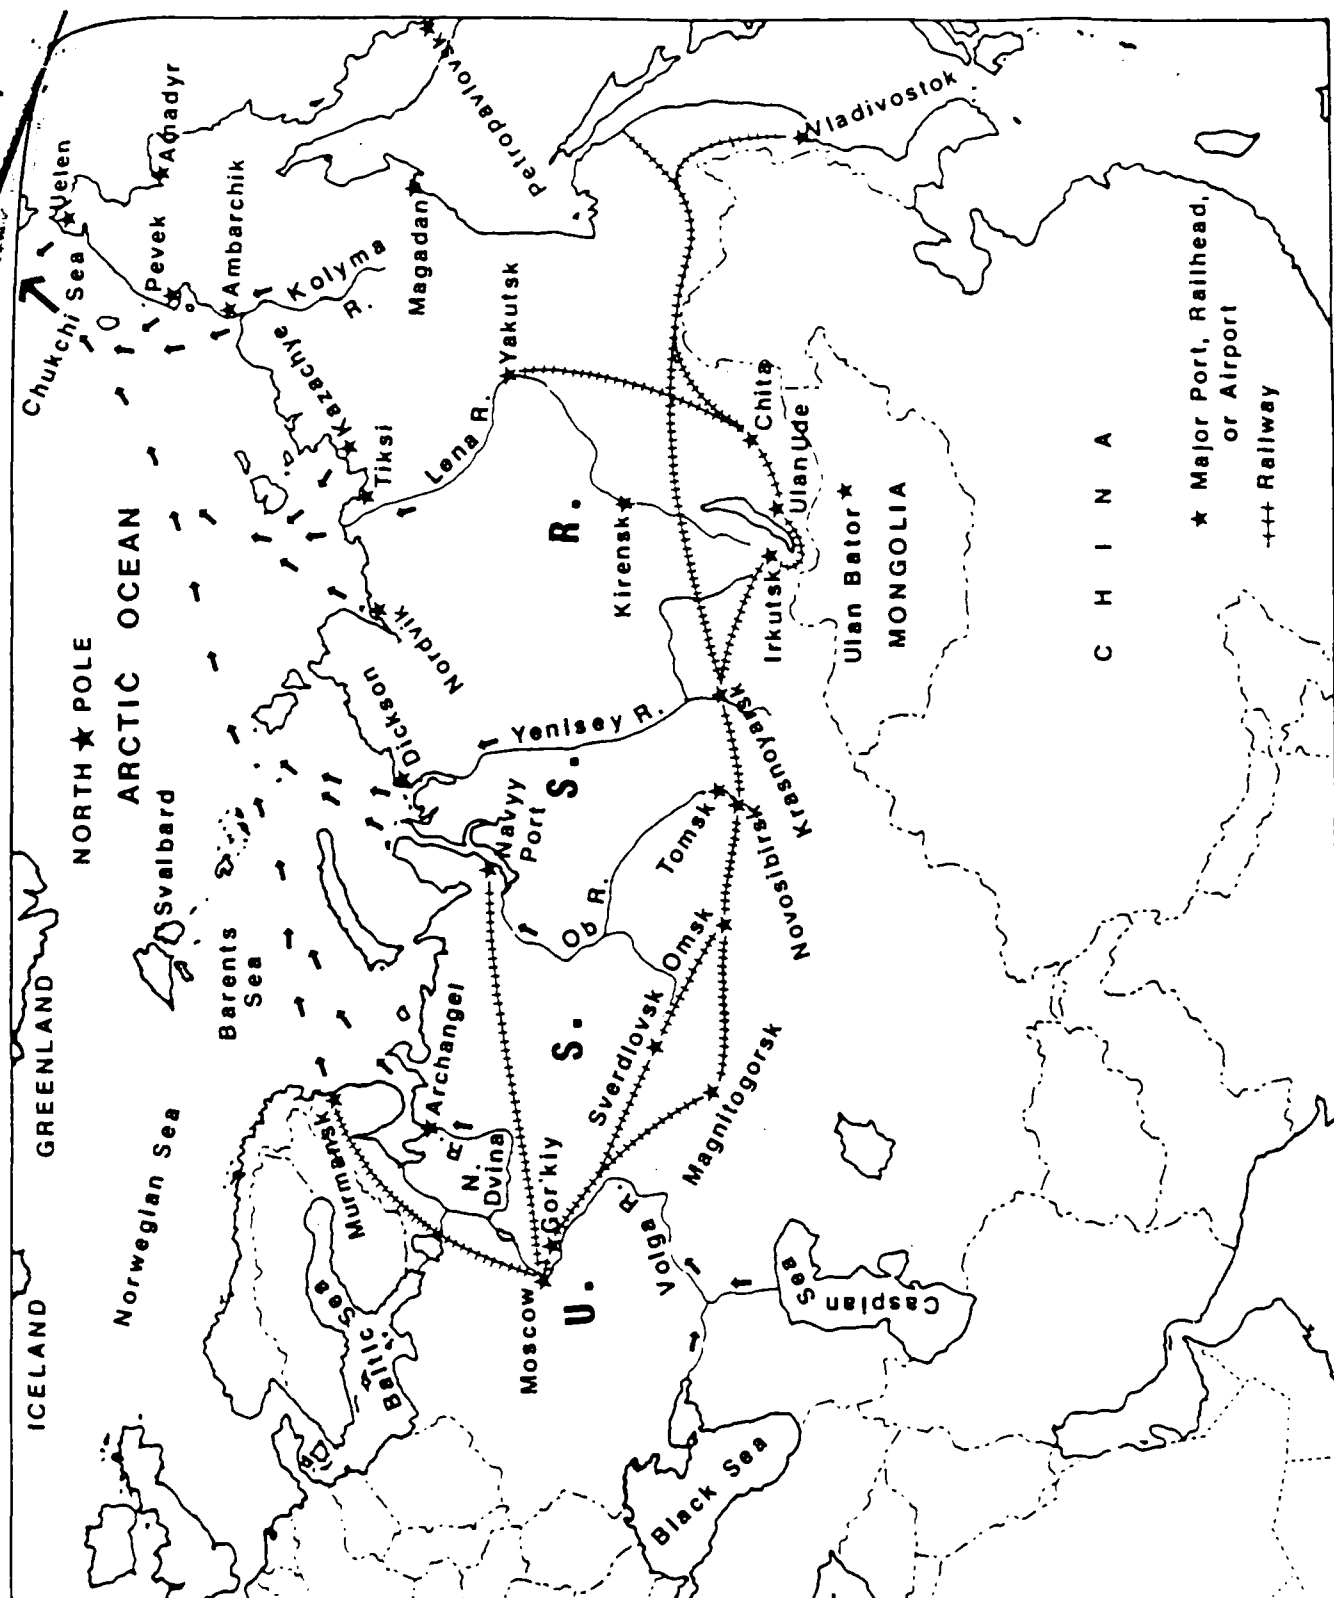 ICELAND
GREENLAND
NORTH ★ POLE
ARCTIC OCEAN
Norwegian Sea
Svalbard
Barents
Sea
Chukchi Sea
Uelen
Anadyr
Pevek
Ambarchik
Kolyma
R.
Kazachye
Tiksi
Nordvik
Dickson
Magadan
Petropavlovsk
Yakutsk
Lena R.
Yenisey R.
Navyy
Port
Ob R.
Archangel
N.
Dvina
R.
Murmansk
Baltic
Sea
Moscow
Gor'kiy
U. S. S. R.
Kirensk
Sverdlovsk
Omsk
Tomsk
Magnitogorsk
Novosibirsk
Krasnoyarsk
Irkutsk
Ulan Ude
Chita
Vladivostok
Ulan Bator
MONGOLIA
CHINA
Volga R.
Caspian
Sea
Black Sea
★ Major Port, Railhead,
or Airport
+++ Railway